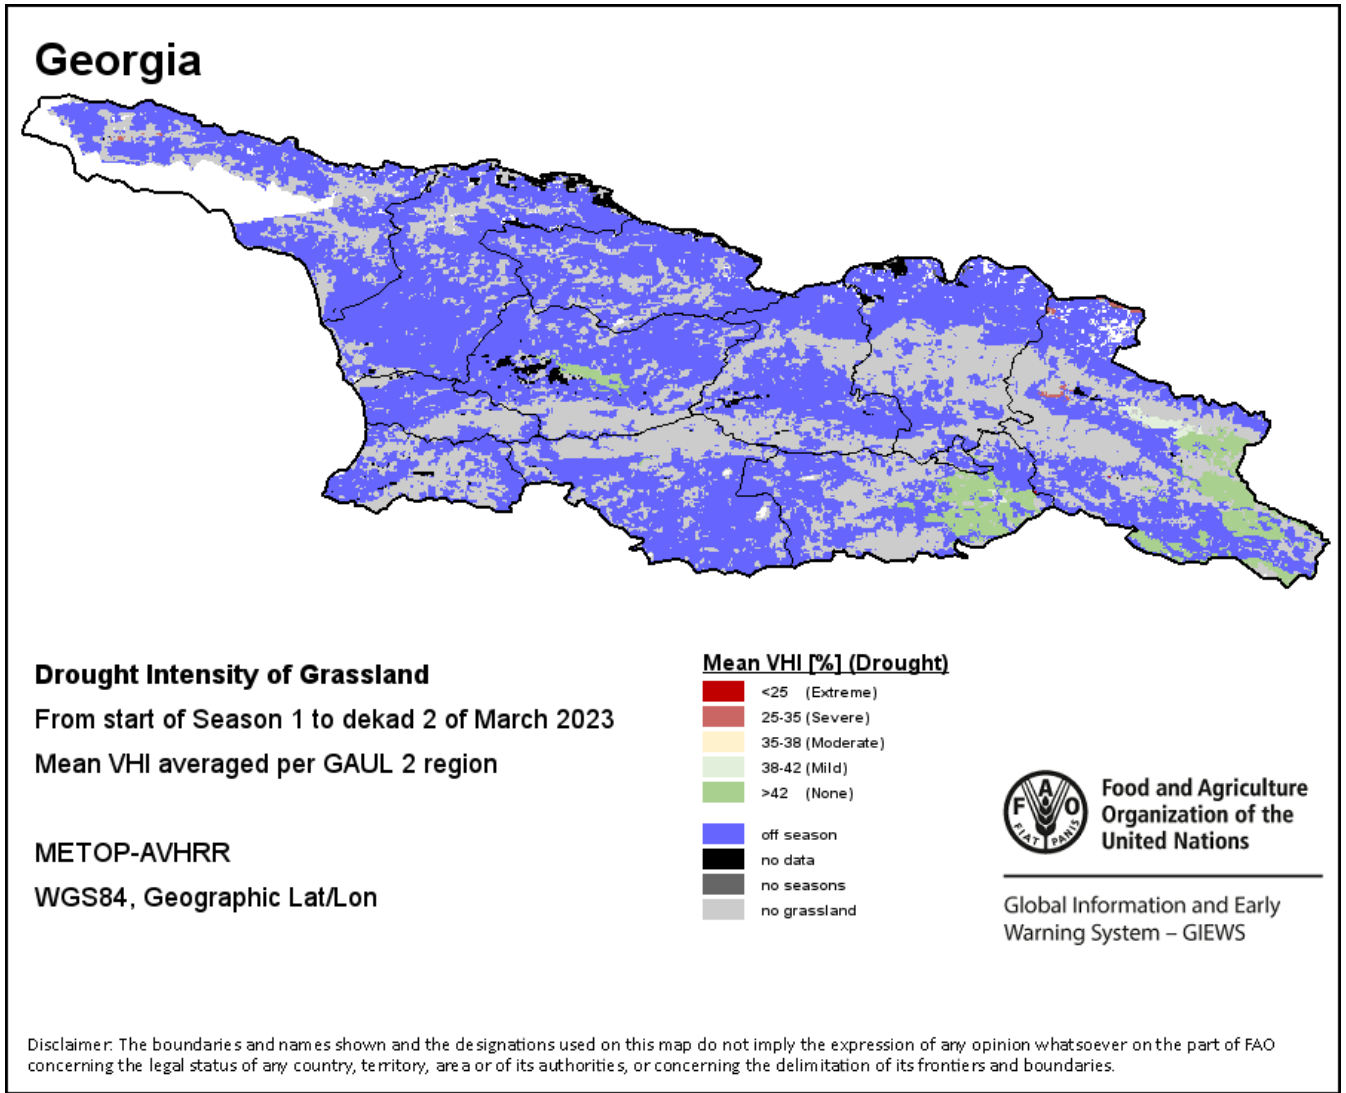 Georgia
Drought Intensity of Grassland
From start of Season 1 to dekad 2 of March 2023
Mean VHI averaged per GAUL 2 region
METOP-AVHRR
WGS84, Geographic Lat/Lon
Mean VHI [%] (Drought)
<25 (Extreme)
25-35 (Severe)
35-38 (Moderate)
38-42 (Mild)
>42 (None)
off season
no data
no seasons
no grassland
F A O
FIAT PANIS
Food and Agriculture
Organization of the
United Nations
Global Information and Early
Warning System – GIEWS
Disclaimer: The boundaries and names shown and the designations used on this map do not imply the expression of any opinion whatsoever on the part of FAO
concerning the legal status of any country, territory, area or of its authorities, or concerning the delimitation of its frontiers and boundaries.